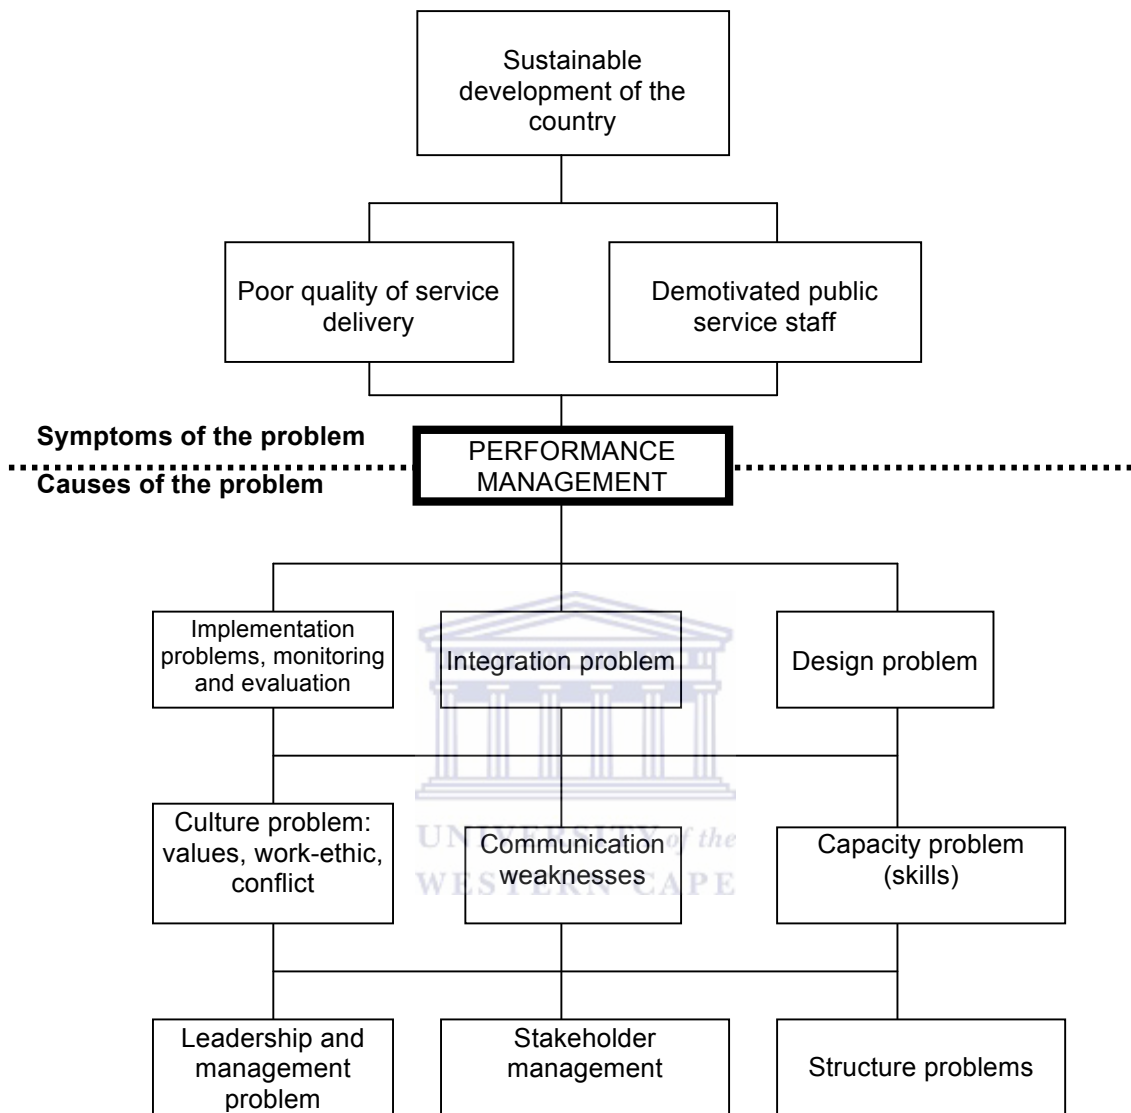 Sustainable
development of the
country
Poor quality of service
delivery
Demotivated public
service staff
Symptoms of the problem
PERFORMANCE
MANAGEMENT
Causes of the problem
Implementation
problems, monitoring
and evaluation
Integration problem
Design problem
Culture problem:
values, work-ethic,
conflict
Communication
weaknesses
Capacity problem
(skills)
UNIVERSITY of the
WESTERN CAPE
Leadership and
management
problem
Stakeholder
management
Structure problems